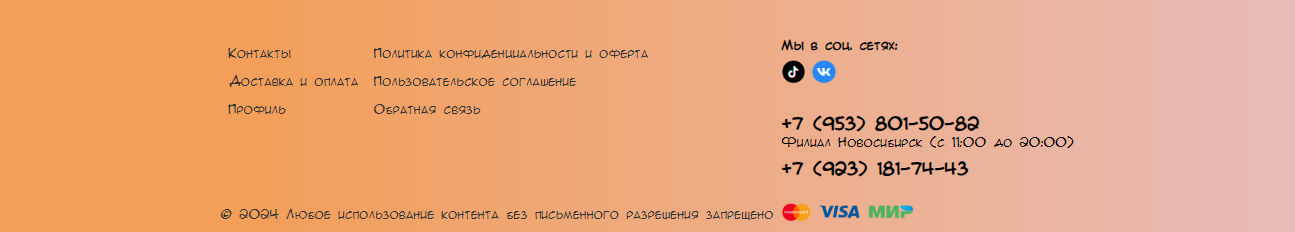 Контакты
Доставка и оплата
Профиль
Политика конфиденциальности и оферта
Пользовательское соглашение
Обратная связь
Мы в соц. сетях:
+7 (953) 801-50-82
Филиал Новосибирск (с 11:00 до 20:00)
+7 (923) 181-74-43
© 2024 Любое использование контента без письменного разрешения запрещено
mastercard VISA МИР